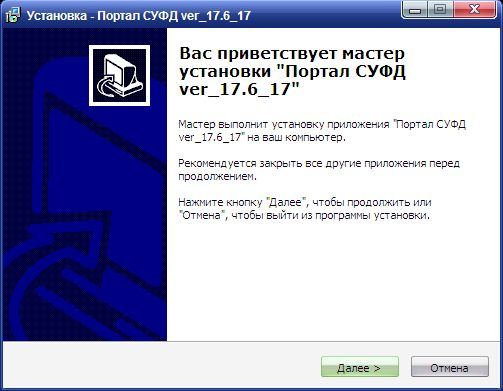 Установка - Портал СУФД ver_17.6_17
Вас приветствует мастер
установки "Портал СУФД
ver_17.6_17"
Мастер выполнит установку приложения "Портал СУФД
ver_17.6_17" на ваш компьютер.
Рекомендуется закрыть все другие приложения перед
продолжением.
Нажмите кнопку "Далее", чтобы продолжить или
"Отмена", чтобы выйти из программы установки.
Далее >
Отмена